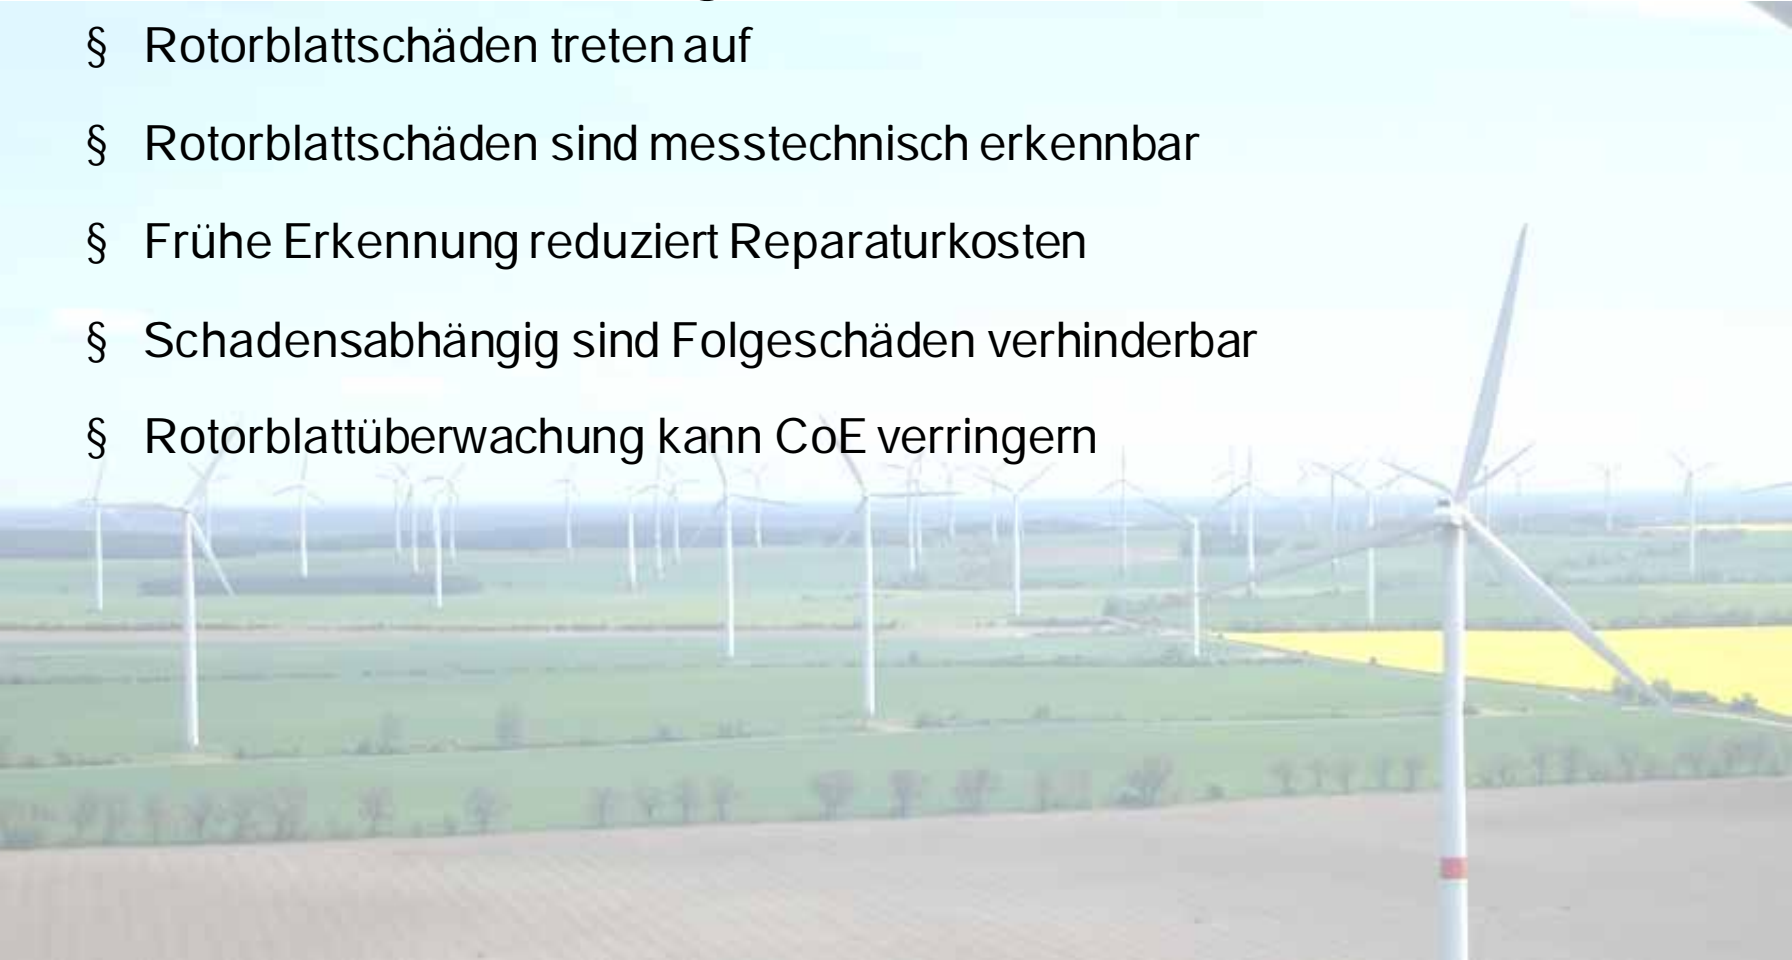 § Rotorblattschäden treten auf
§ Rotorblattschäden sind messtechnisch erkennbar
§ Frühe Erkennung reduziert Reparaturkosten
§ Schadensabhängig sind Folgeschäden verhinderbar
§ Rotorblattüberwachung kann CoE verringern